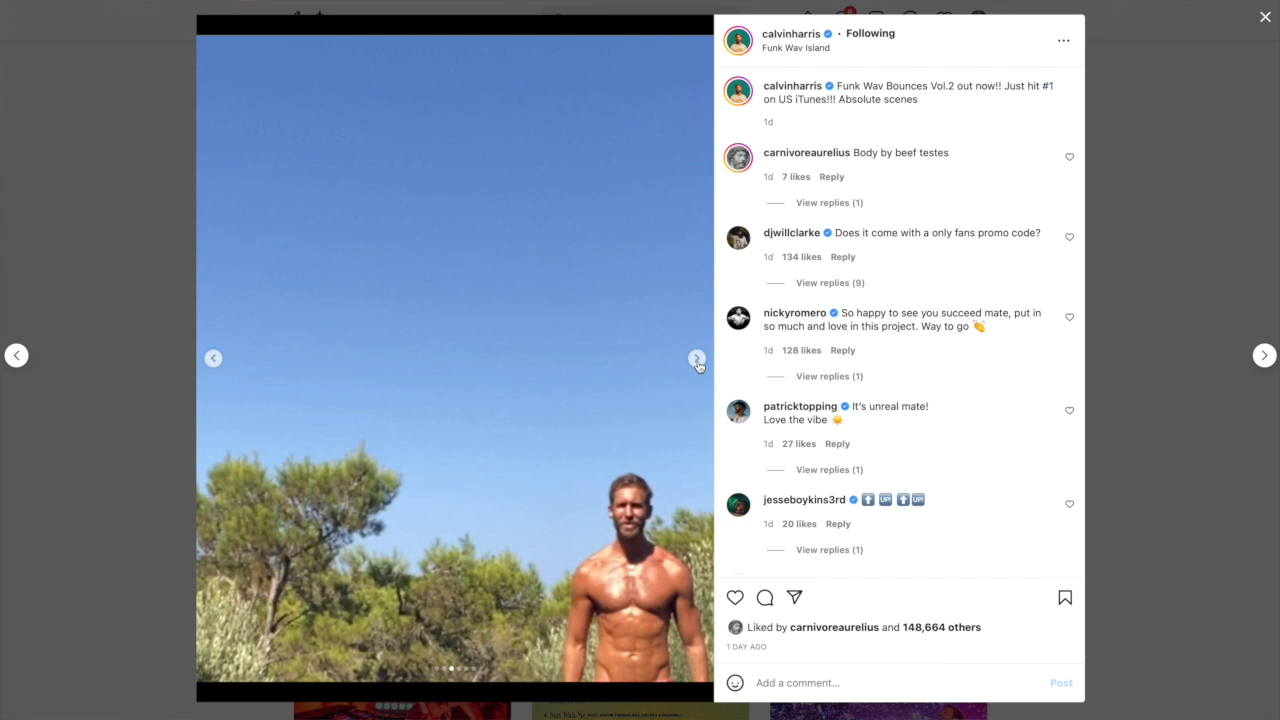 calvinharris • Following
Funk Wav Island
calvinharris Funk Wav Bounces Vol.2 out now!! Just hit #1
on US iTunes!!! Absolute scenes
1d
carnivoreaurelius Body by beef testes
1d 7 likes Reply
View replies (1)
djwillclarke Does it come with a only fans promo code?
1d 134 likes Reply
View replies (9)
nickyromero So happy to see you succeed mate, put in
so much and love in this project. Way to go 👏
1d 128 likes Reply
View replies (1)
patricktopping It's unreal mate!
Love the vibe ☀️
1d 27 likes Reply
View replies (1)
jesseboykins3rd ⬆️ 🆙 ⬆️ 🆙
1d 20 likes Reply
View replies (1)
Liked by carnivoreaurelius and 148,664 others
1 DAY AGO
Add a comment...
Post